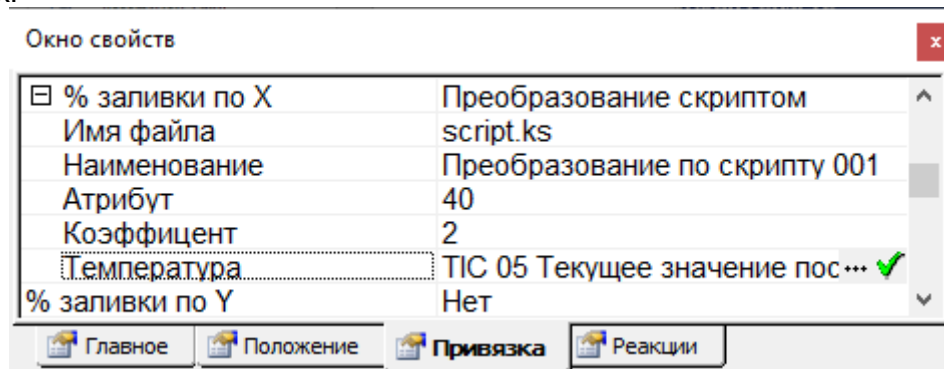 Окно свойств
x
% заливки по X Преобразование скриптом
Имя файла script.ks
Наименование Преобразование по скрипту 001
Атрибут 40
Коэффицент 2
Температура TIC 05 Текущее значение пос ...
% заливки по Y Нет
Главное Положение Привязка Реакции